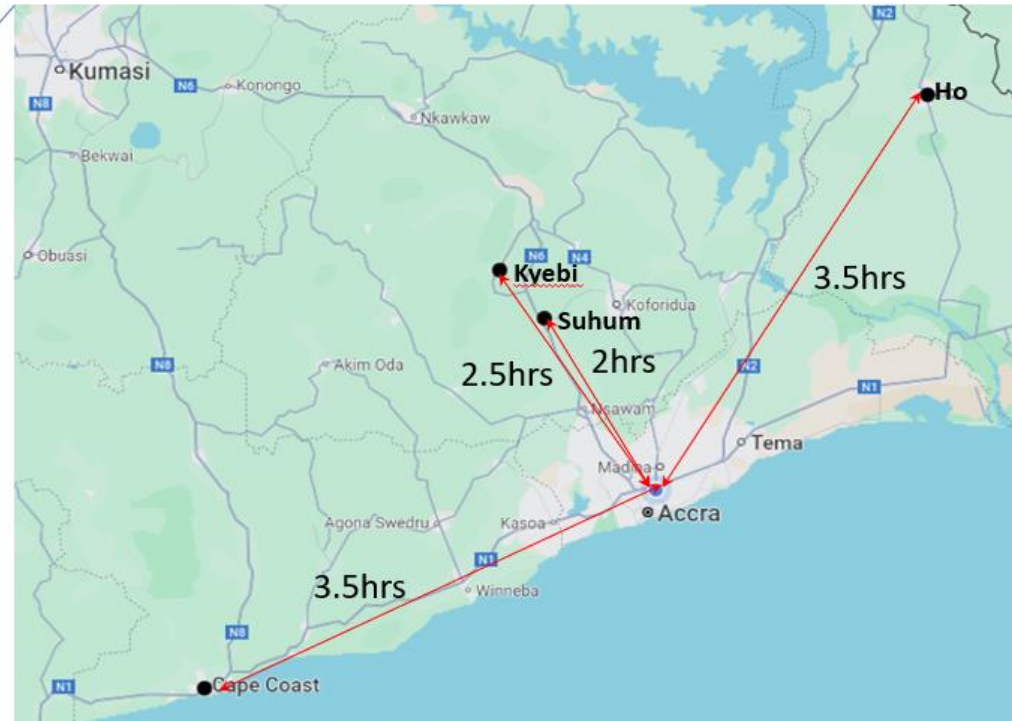 N2
Kumasi
N6
Konongo
N8
Ho
Nkawkaw
Bekwai
Obuasi
N6
N4
Kyebi
3.5hrs
Koforidua
Suhum
2hrs
2.5hrs
N8
Akim Oda
N2
N1
Nsawam
Tema
Madina
Accra
Agona Swedru
Kasoa
N1
3.5hrs
Winneba
N8
Cape Coast
N1